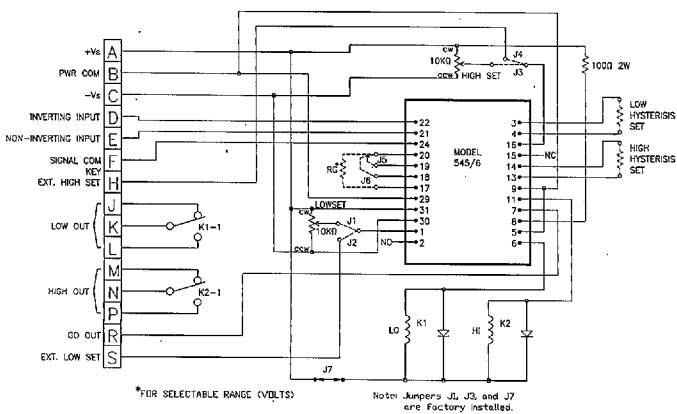 +Vs A
PWR COM B
-Vs C
INVERTING INPUT D
NON-INVERTING INPUT E
SIGNAL COM F
KEY
EXT. HIGH SET H
J
LOW OUT K K1-1
L
M
HIGH OUT N K2-1
P
GO OUT R
EXT. LOW SET S
CW
10KΩ
CCW HIGH SET
J4
J3
100Ω 2W
MODEL
545/6
22
21
24
20
19
18
17
29
31
30
1
2
3
4
16
15 NC
14
13
9
11
7
8
5
6
LOW
HYSTERISIS
SET
HIGH
HYSTERISIS
SET
*
RG
J5
J6
LOWSET
CW
10KΩ
CCW
J1
J2
NC
LO K1
HI K2
J7
*FOR SELECTABLE RANGE (VOLTS)
Note: Jumpers J1, J3, and J7
are factory installed.